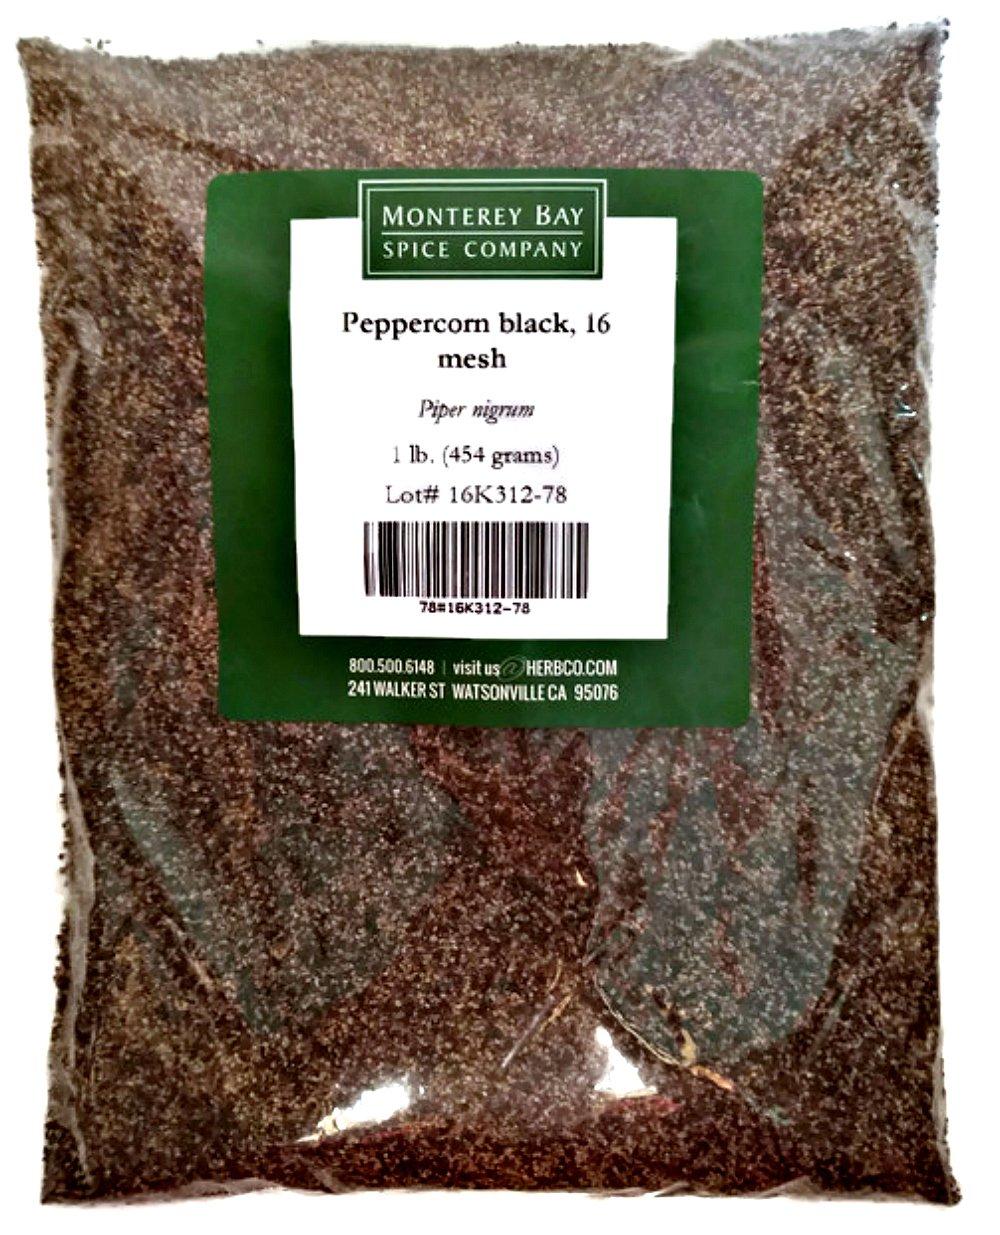 MONTEREY BAY
SPICE COMPANY
Peppercorn black, 16
mesh
Piper nigrum
1 lb. (454 grams)
Lot# 16K312-78
78#16K312-78
800.500.6148 | visit us @ HERBCO.COM
241 WALKER ST WATSONVILLE CA 95076